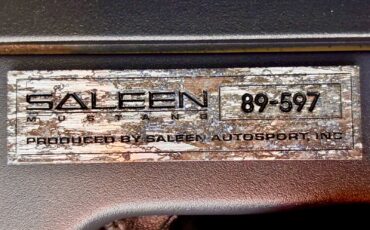 SALEEN 89-597
MUSTANG
PRODUCED BY SALEEN AUTOSPORT, INC